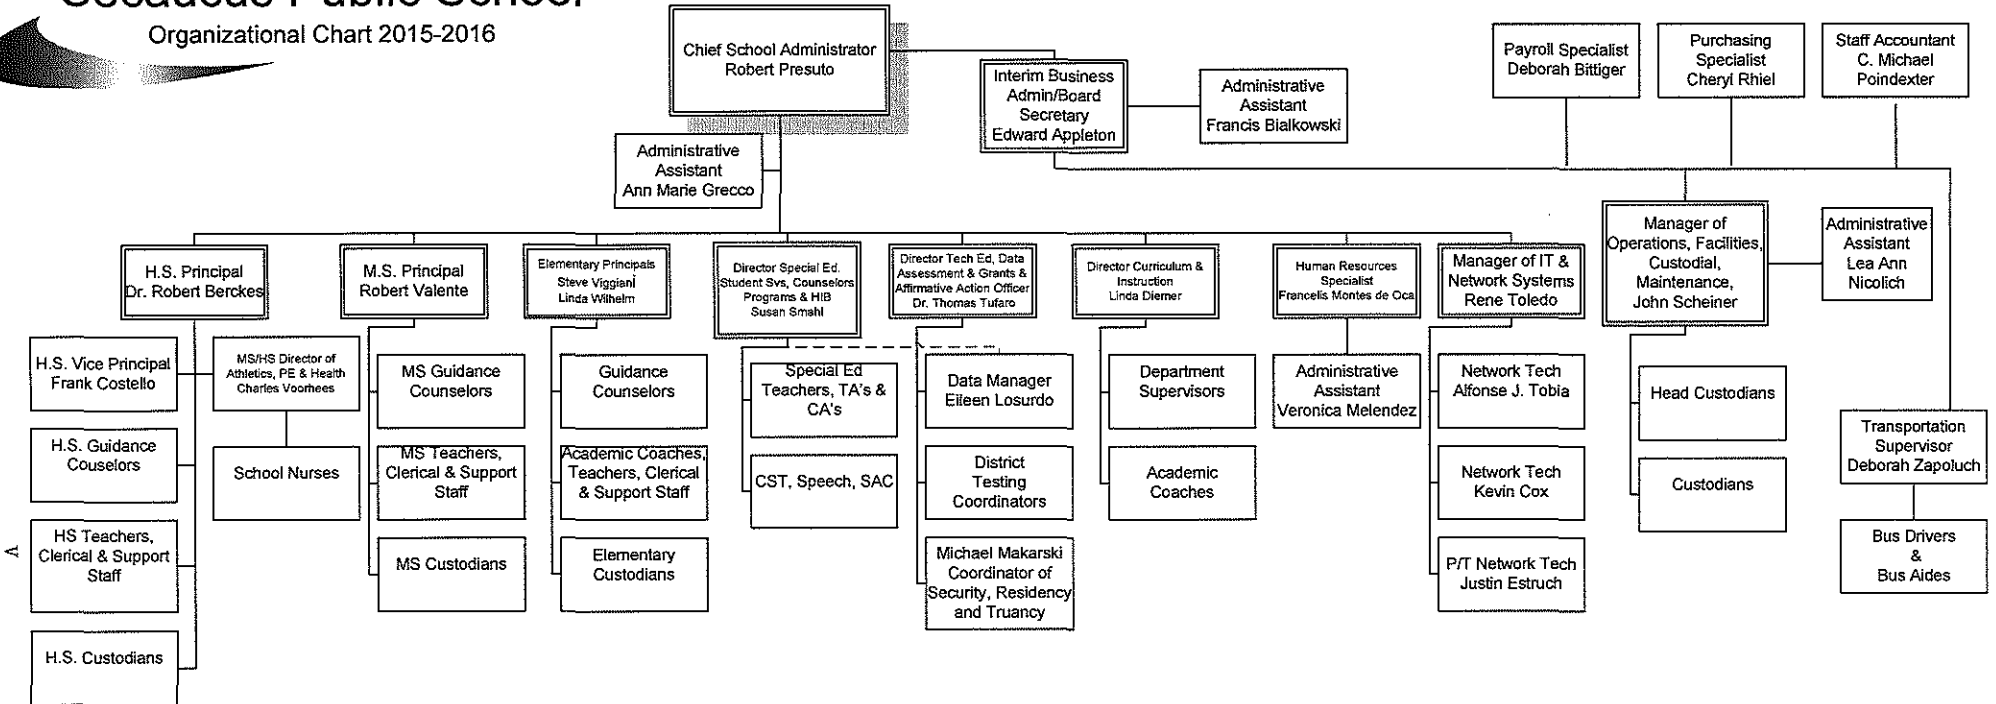 Organizational Chart 2015-2016
Chief School Administrator
Robert Presuto
Interim Business
Admin/Board
Secretary
Edward Appleton
Administrative
Assistant
Francis Bialkowski
Payroll Specialist
Deborah Bittiger
Purchasing
Specialist
Cheryl Rhiel
Staff Accountant
C. Michael
Poindexter
Administrative
Assistant
Ann Marie Grecco
H.S. Principal
Dr. Robert Berckes
M.S. Principal
Robert Valente
Elementary Principals
Steve Viggiani
Linda Wilhelm
Director Special Ed.
Student Svs, Counselors
Programs & HIB
Susan Smahl
Director Tech Ed, Data
Assessment & Grants &
Affirmative Action Officer
Dr. Thomas Tufaro
Director Curriculum &
Instruction
Linda Diemer
Human Resources
Specialist
Francelis Montes de Oca
Manager of IT &
Network Systems
Rene Toledo
Manager of
Operations, Facilities,
Custodial,
Maintenance,
John Scheiner
Administrative
Assistant
Lea Ann
Nicolich
H.S. Vice Principal
Frank Costello
MS/HS Director of
Athletics, PE & Health
Charles Voorhees
MS Guidance
Counselors
Guidance
Counselors
Special Ed
Teachers, TA's &
CA's
Data Manager
Eileen Losurdo
Department
Supervisors
Administrative
Assistant
Veronica Melendez
Network Tech
Alfonse J. Tobia
Head Custodians
Transportation
Supervisor
Deborah Zapoluch
H.S. Guidance
Couselors
School Nurses
MS Teachers,
Clerical & Support
Staff
Academic Coaches,
Teachers, Clerical
& Support Staff
CST, Speech, SAC
District
Testing
Coordinators
Academic
Coaches
Network Tech
Kevin Cox
Custodians
HS Teachers,
Clerical & Support
Staff
MS Custodians
Elementary
Custodians
Michael Makarski
Coordinator of
Security, Residency
and Truancy
P/T Network Tech
Justin Estruch
Bus Drivers
&
Bus Aides
H.S. Custodians